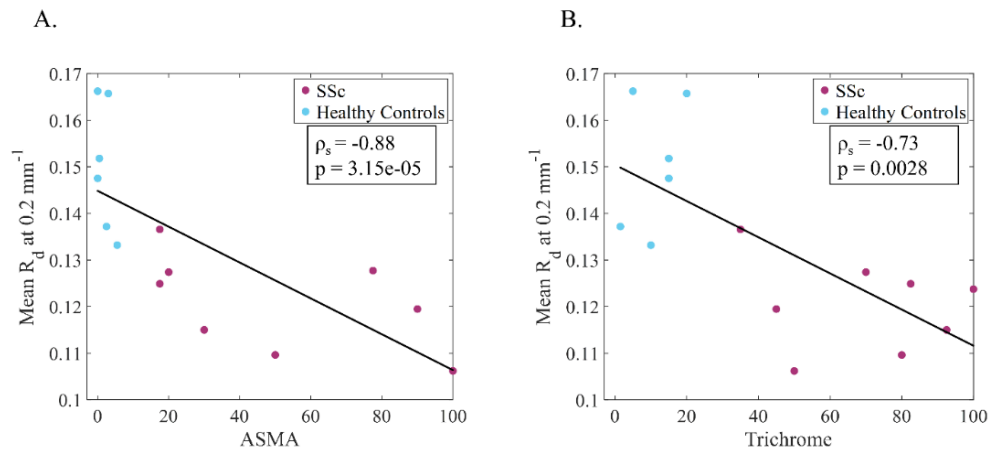 A.
0.17
0.16
0.15
0.14
0.13
0.12
0.11
0.1
Mean R_d at 0.2 mm^-1
SSc
Healthy Controls
ρ_s = -0.88
p = 3.15e-05
0
20
40
60
80
100
ASMA
B.
0.17
0.16
0.15
0.14
0.13
0.12
0.11
0.1
Mean R_d at 0.2 mm^-1
SSc
Healthy Controls
ρ_s = -0.73
p = 0.0028
0
20
40
60
80
100
Trichrome